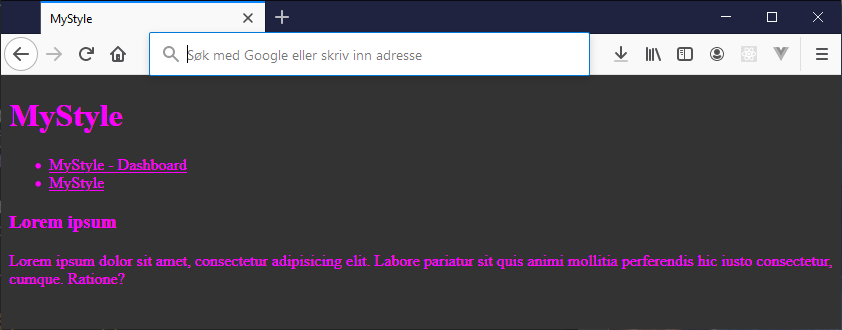 MyStyle
Søk med Google eller skriv inn adresse
MyStyle
MyStyle - Dashboard
MyStyle
Lorem ipsum
Lorem ipsum dolor sit amet, consectetur adipisicing elit. Labore pariatur sit quis animi mollitia perferendis hic iusto consectetur,
cumque. Ratione?